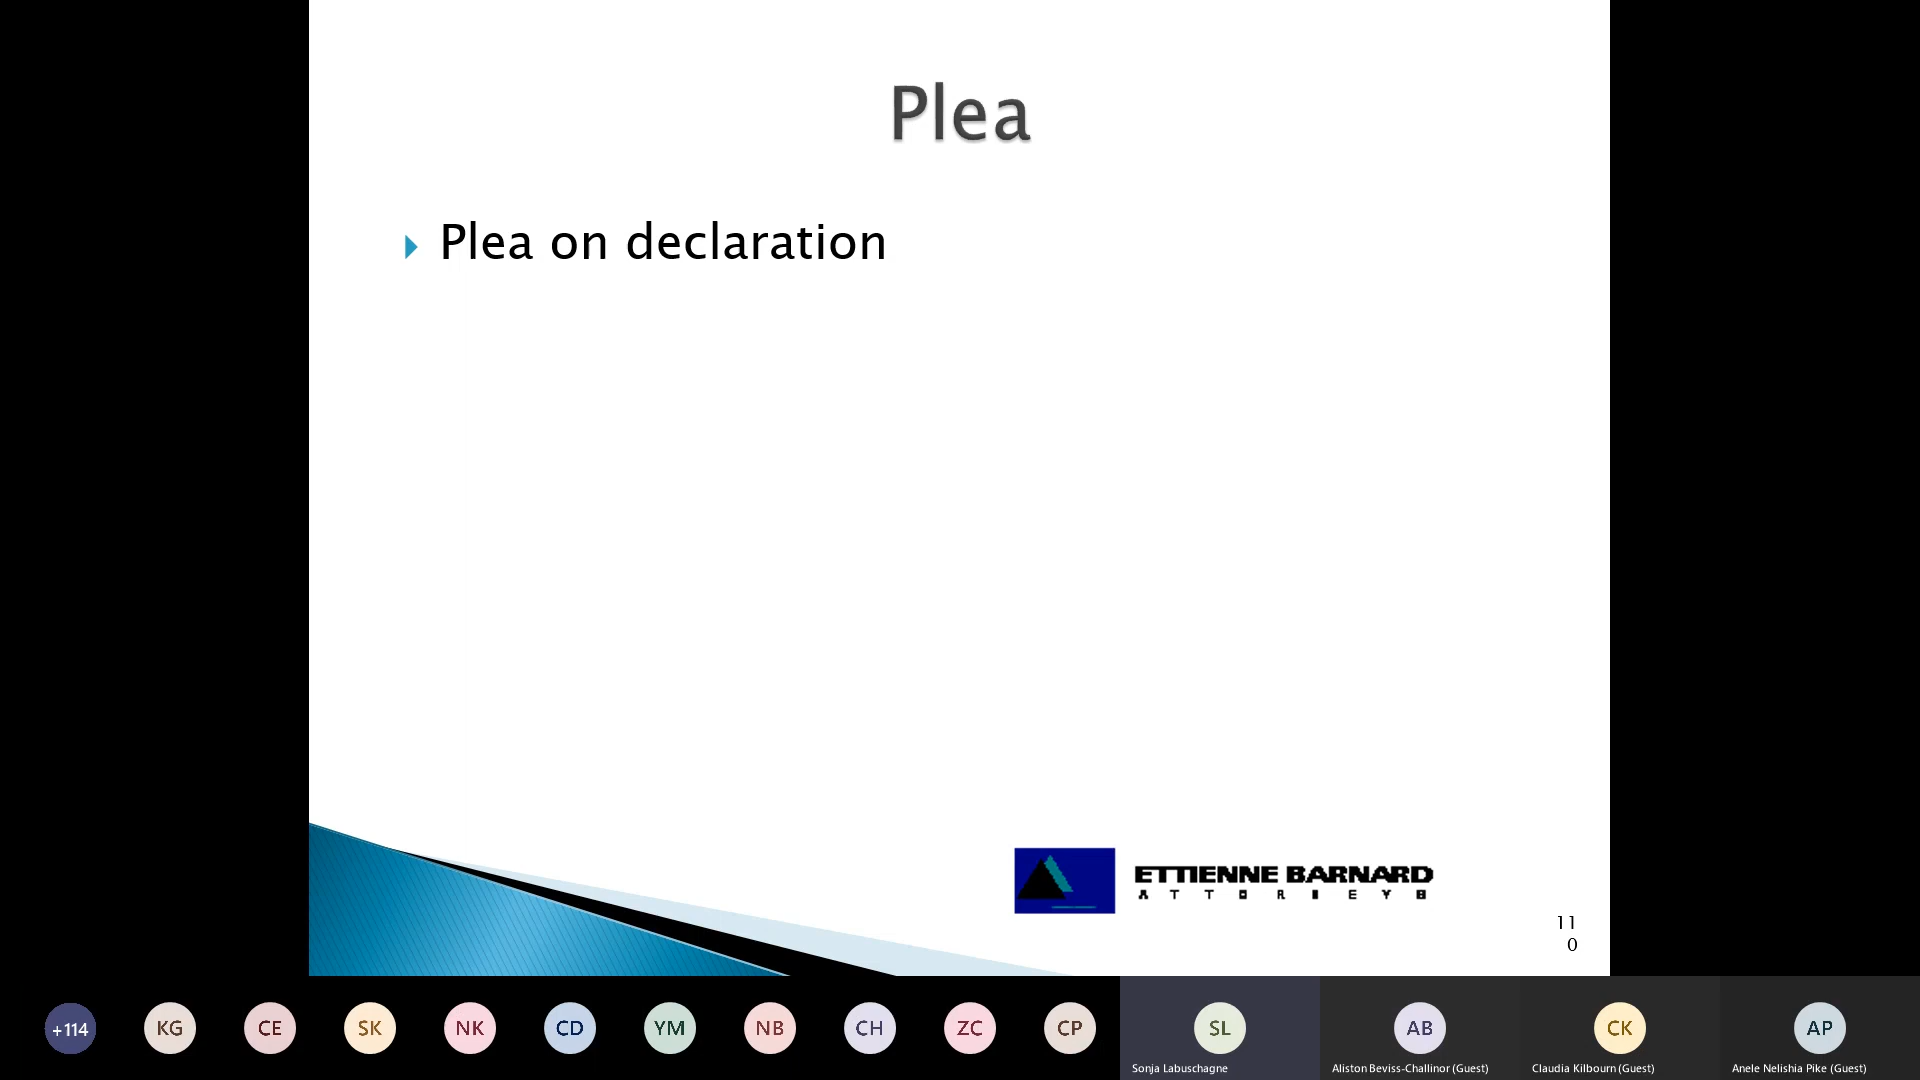 Plea
Plea on declaration
ETTIENNE BARNARD
ATTORNEYS
11
0
+114
KG
CE
SK
NK
CD
YM
NB
CH
ZC
CP
SL
AB
CK
AP
Sonja Labuschagne
Aliston Beviss-Challinor (Guest)
Claudia Kilbourn (Guest)
Anele Nelishia Pike (Guest)